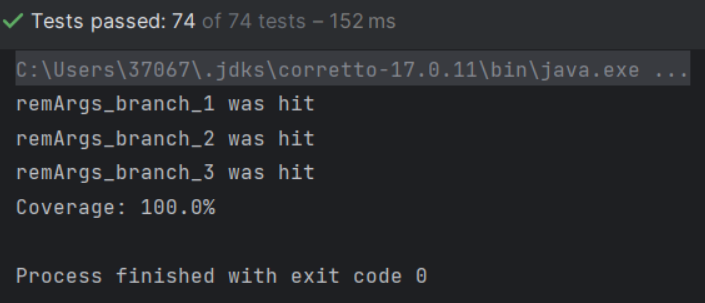 Tests passed: 74 of 74 tests – 152 ms
C:\Users\37067\.jdks\corretto-17.0.11\bin\java.exe ...
remArgs_branch_1 was hit
remArgs_branch_2 was hit
remArgs_branch_3 was hit
Coverage: 100.0%
Process finished with exit code 0